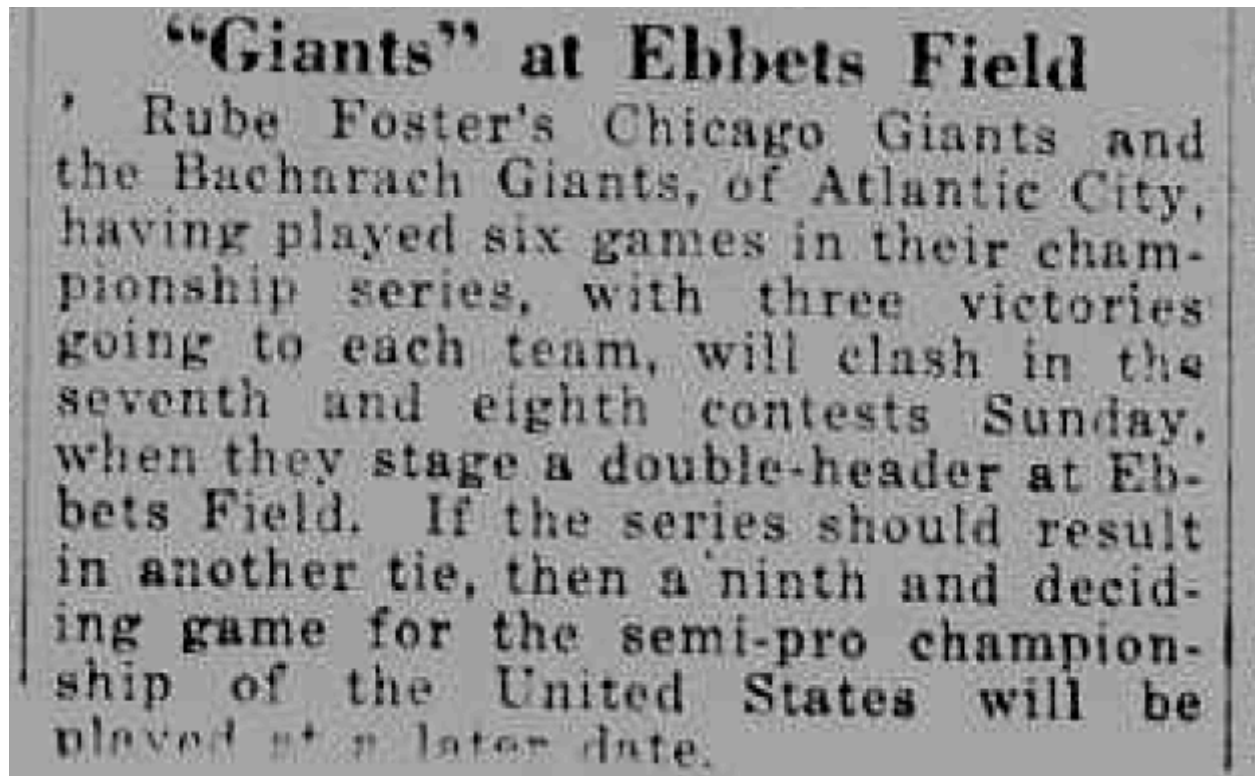 “Giants” at Ebbets Field
' Rube Foster's Chicago Giants and
the Bacharach Giants, of Atlantic City,
having played six games in their cham-
pionship series, with three victories
going to each team, will clash in the
seventh and eighth contests Sunday,
when they stage a double-header at Eb-
bets Field. If the series should result
in another tie, then a ninth and decid-
ing game for the semi-pro champion-
ship of the United States will be
played at a later date.